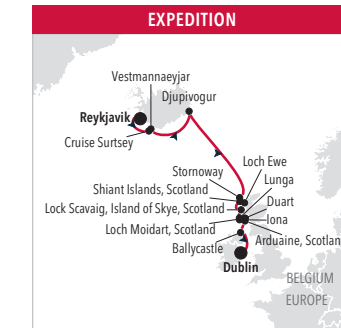 EXPEDITION
Vestmannaeyjar
Djupivogur
Reykjavik
Cruise Surtsey
Loch Ewe
Stornoway
Lunga
Shiant Islands, Scotland
Duart
Lock Scavaig, Island of Skye, Scotland
Iona
Loch Moidart, Scotland
Arduaine, Scotlan
Ballycastle
Dublin
BELGIUM
EUROPE